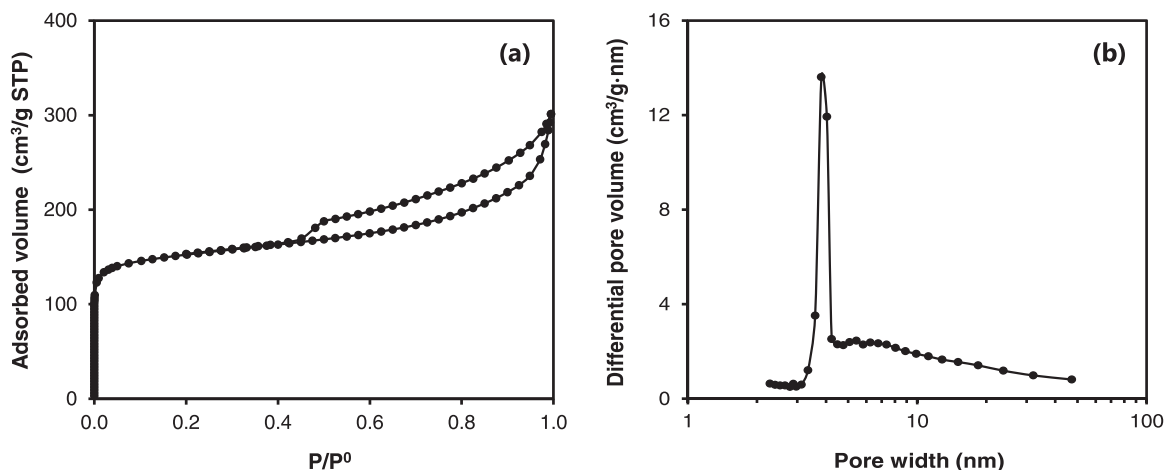 400
300
200
100
0
0.0 0.2 0.4 0.6 0.8 1.0
Adsorbed volume (cm³/g STP)
P/P⁰
(a)
16
12
8
4
0
1 10 100
Differential pore volume (cm³/g·nm)
Pore width (nm)
(b)